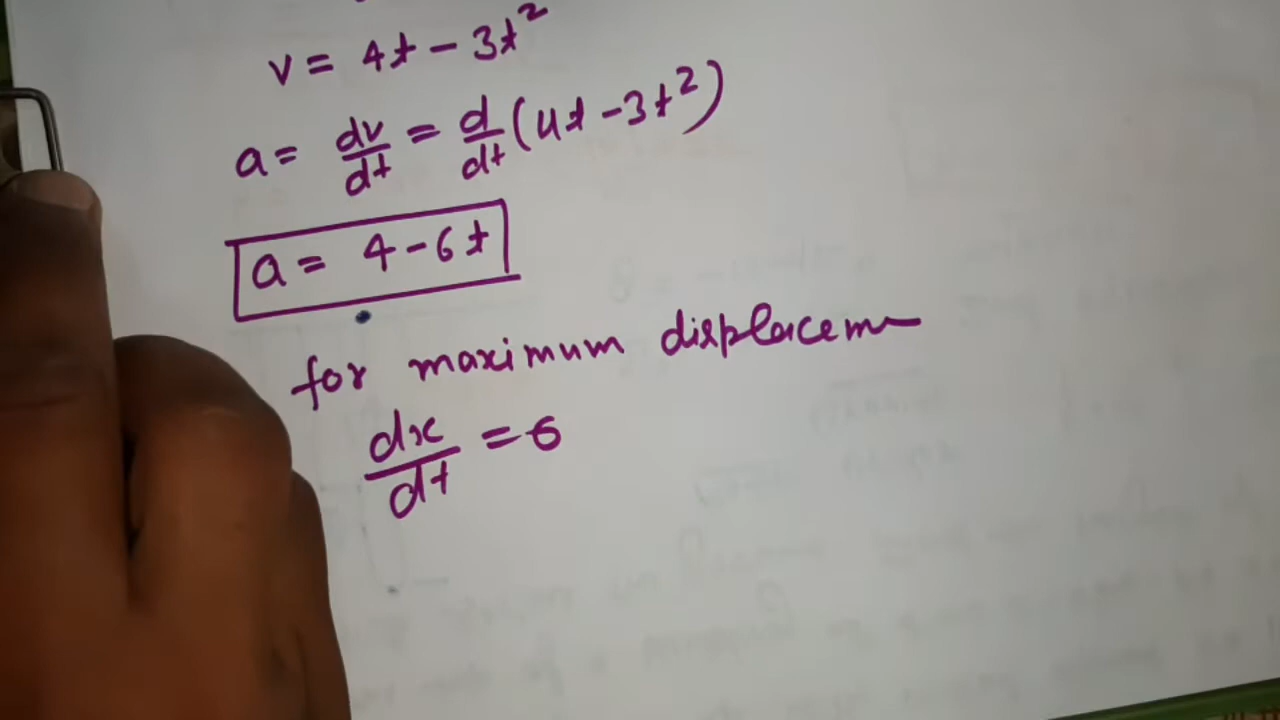 v = 4t - 3t²
a = dv/dt = d/dt (4t - 3t²)
a = 4 - 6t
for maximum displacem
dx/dt = 0